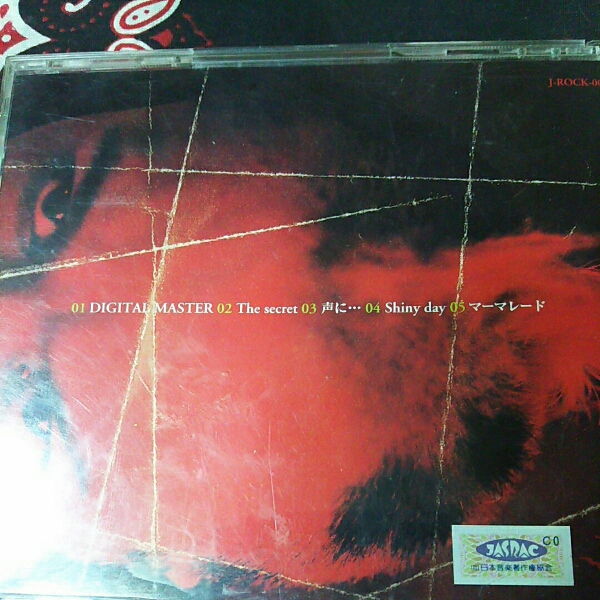 J-ROCK-00
01 DIGITAL MASTER 02 The secret 03 声に… 04 Shiny day 05 マーマレード
JASRAC
日本音楽著作権協会